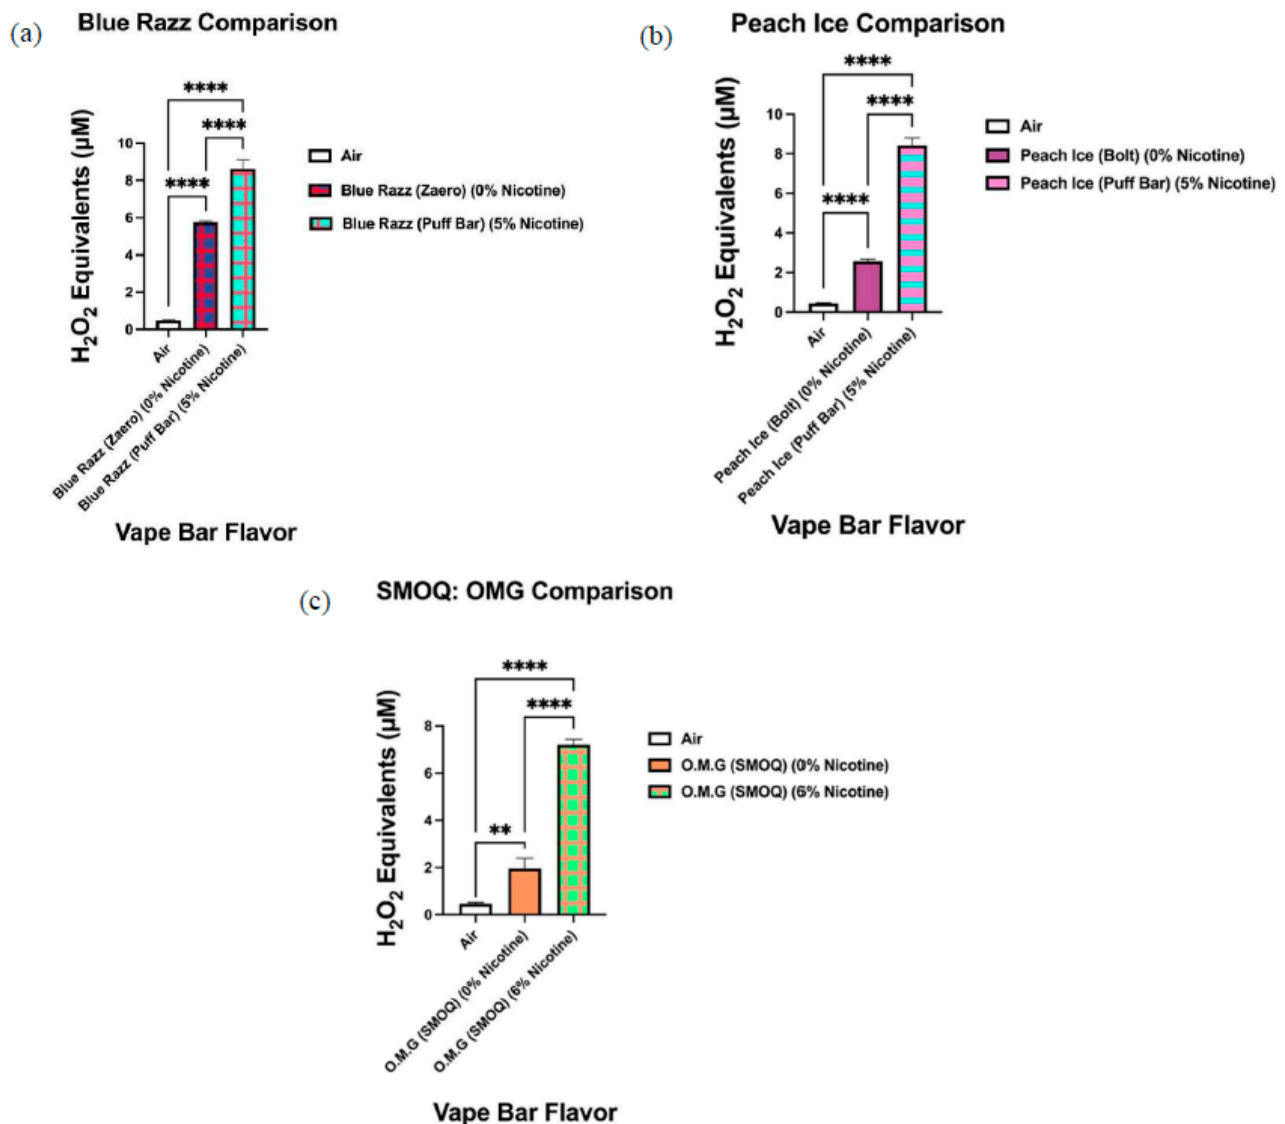 (a)
Blue Razz Comparison
****
****
****
H₂O₂ Equivalents (µM)
10
8
6
4
2
0
Air
Blue Razz (Zaero) (0% Nicotine)
Blue Razz (Puff Bar) (5% Nicotine)
Vape Bar Flavor
Air
Blue Razz (Zaero) (0% Nicotine)
Blue Razz (Puff Bar) (5% Nicotine)
(b)
Peach Ice Comparison
****
****
****
H₂O₂ Equivalents (µM)
10
8
6
4
2
0
Air
Peach Ice (Bolt) (0% Nicotine)
Peach Ice (Puff Bar) (5% Nicotine)
Vape Bar Flavor
Air
Peach Ice (Bolt) (0% Nicotine)
Peach Ice (Puff Bar) (5% Nicotine)
(c)
SMOQ: OMG Comparison
****
****
**
H₂O₂ Equivalents (µM)
8
6
4
2
0
Air
O.M.G (SMOQ) (0% Nicotine)
O.M.G (SMOQ) (6% Nicotine)
Vape Bar Flavor
Air
O.M.G (SMOQ) (0% Nicotine)
O.M.G (SMOQ) (6% Nicotine)